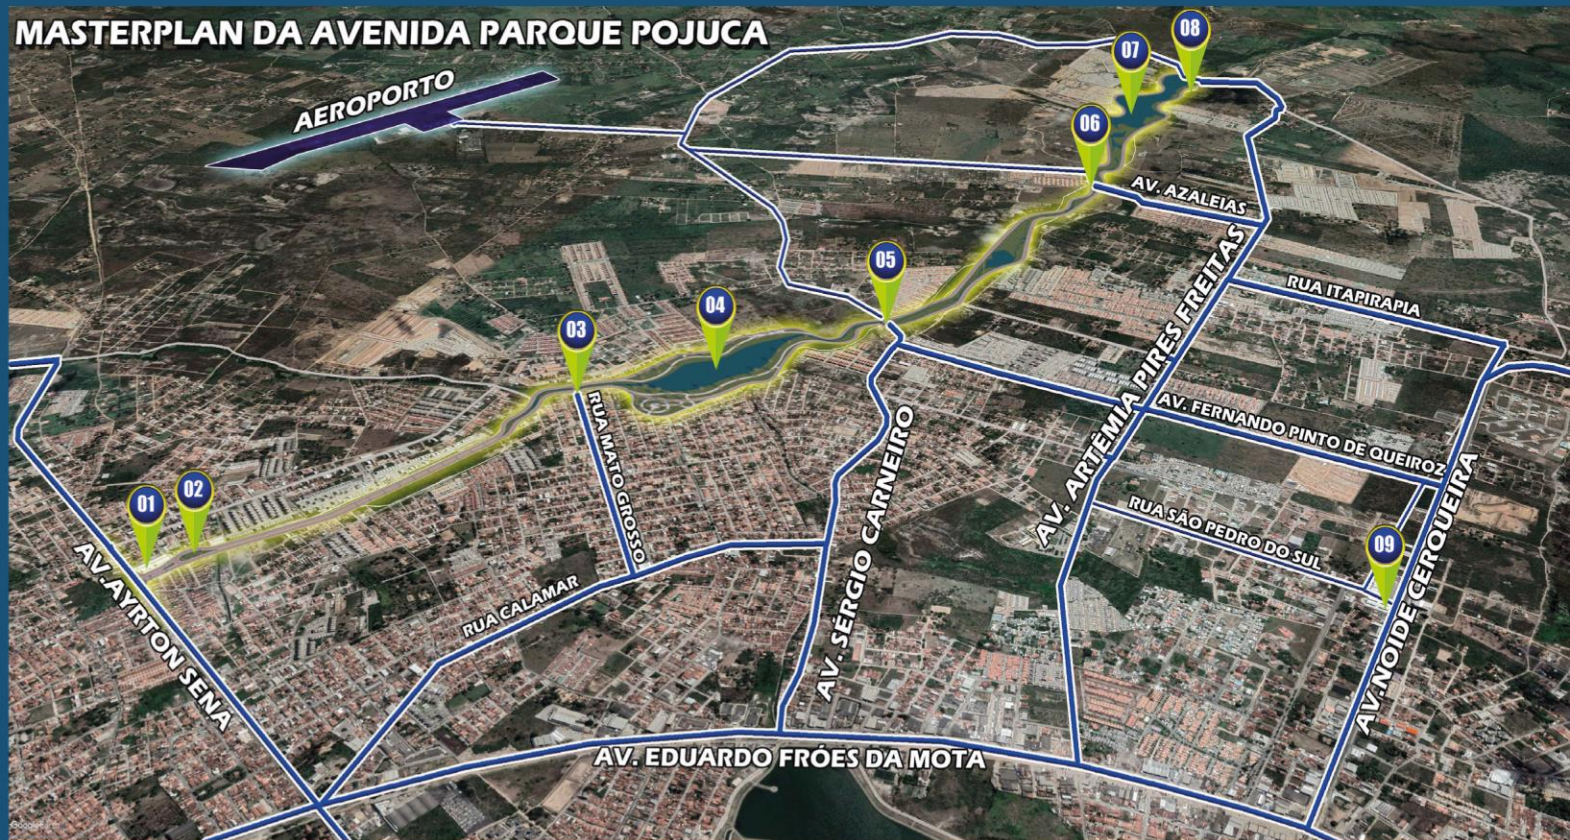 MASTERPLAN DA AVENIDA PARQUE POJUCA
AEROPORTO
08
07
06
AV. AZALEIAS
05
RUA ITAPIRAPIA
04
03
AV. ARTÊMIA PIRES FREITAS
RUA MATO GROSSO
AV. FERNANDO PINTO DE QUEIROZ
AV. SÉRGIO CARNEIRO
02
01
RUA SÃO PEDRO DO SUL
09
AV.AYRTON SENA
RUA CALAMAR
AV.NOIDE CERQUEIRA
AV. EDUARDO FRÓES DA MOTA